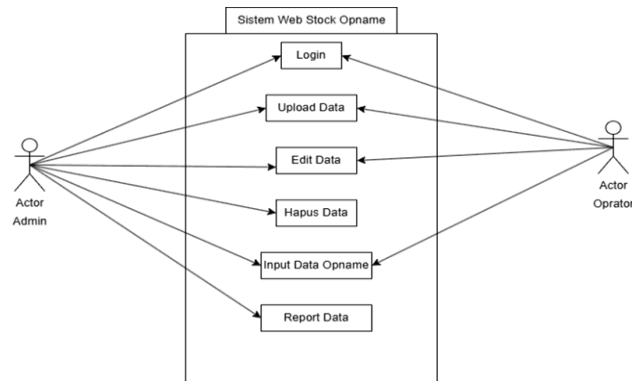 Sistem Web Stock Opname
Login
Upload Data
Edit Data
Hapus Data
Input Data Opname
Report Data
Actor
Admin
Actor
Oprator